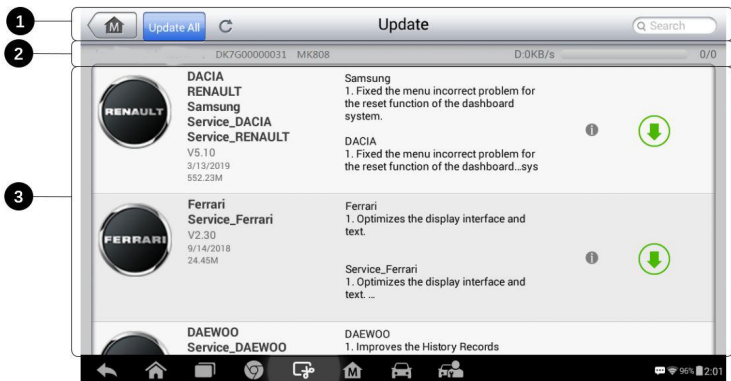 1
M
Update All
Update
Search
2
DK7G00000031 MK808
D:0KB/s
0/0
3
RENAULT
DACIA
RENAULT
Samsung
Service_DACIA
Service_RENAULT
V5.10
3/13/2019
552.23M
Samsung
1. Fixed the menu incorrect problem for
the reset function of the dashboard
system.
DACIA
1. Fixed the menu incorrect problem for
the reset function of the dashboard...sys
i
FERRARI
Ferrari
Service_Ferrari
V2.30
9/14/2018
24.45M
Ferrari
1. Optimizes the display interface and
text.
Service_Ferrari
1. Optimizes the display interface and
text. ...
i
DAEWOO
Service_DAEWOO
DAEWOO
1. Improves the History Records
M
96%
2:01